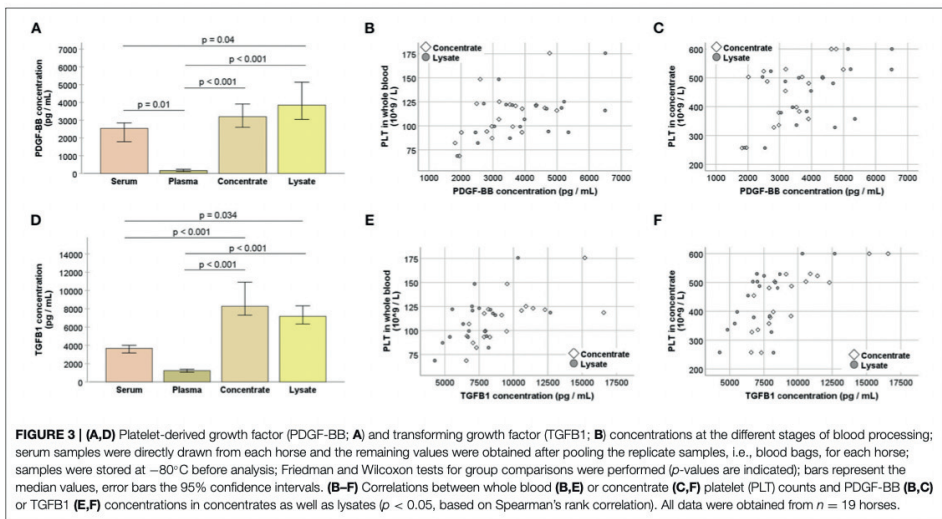 A
7000
6000
5000
4000
3000
2000
1000
0
PDGF-BB concentration
(pg / mL)
p = 0.04
p < 0.001
p < 0.001
p = 0.01
Serum Plasma Concentrate Lysate
B
Concentrate
Lysate
175
150
125
100
75
PLT in whole blood
(10^9 / L)
1000 2000 3000 4000 5000 6000 7000
PDGF-BB concentration (pg / mL)
C
Concentrate
Lysate
600
500
400
300
200
PLT in concentrate
(10^9 / L)
1000 2000 3000 4000 5000 6000 7000
PDGF-BB concentration (pg / mL)
D
14000
12000
10000
8000
6000
4000
2000
0
TGFB1 concentration
(pg / mL)
p = 0.034
p < 0.001
p < 0.001
p < 0.001
Serum Plasma Concentrate Lysate
E
175
150
125
100
75
PLT in whole blood
(10^9 / L)
Concentrate
Lysate
5000 7500 10000 12500 15000 17500
TGFB1 concentration (pg / mL)
F
600
500
400
300
200
PLT in concentrate
(10^9 / L)
Concentrate
Lysate
5000 7500 10000 12500 15000 17500
TGFB1 concentration (pg / mL)
FIGURE 3 | (A,D) Platelet-derived growth factor (PDGF-BB; A) and transforming growth factor (TGFB1; B) concentrations at the different stages of blood processing;
serum samples were directly drawn from each horse and the remaining values were obtained after pooling the replicate samples, i.e., blood bags, for each horse;
samples were stored at −80°C before analysis; Friedman and Wilcoxon tests for group comparisons were performed (p-values are indicated); bars represent the
median values, error bars the 95% confidence intervals. (B–F) Correlations between whole blood (B,E) or concentrate (C,F) platelet (PLT) counts and PDGF-BB (B,C)
or TGFB1 (E,F) concentrations in concentrates as well as lysates (p < 0.05, based on Spearman's rank correlation). All data were obtained from n = 19 horses.